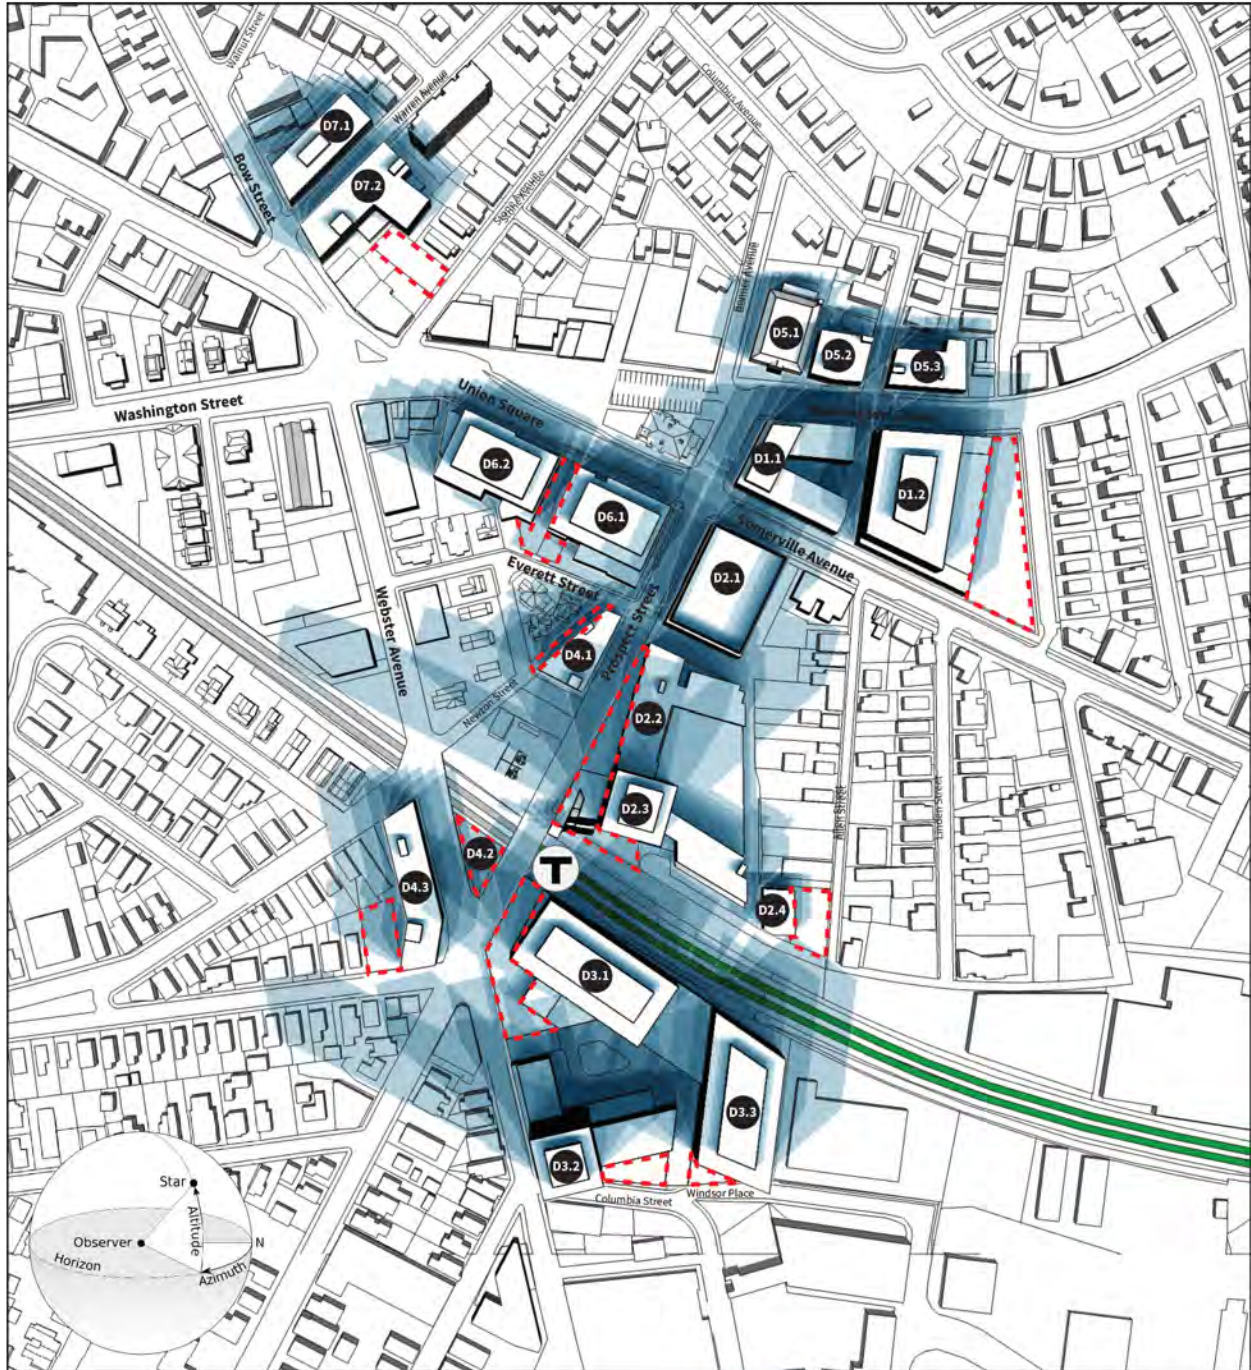 Walnut Street
Warren Avenue
Columbus Avenue
D7.1
D7.2
Bow Street
Bonner Avenue
D5.1
D5.2
D5.3
Union Square
Washington Street
D1.1
D6.2
D1.2
D6.1
Somerville Avenue
D2.1
Everett Street
Webster Avenue
Prospect Street
D4.1
Newton Street
D2.2
D2.3
Allen Street
Linden Street
D4.2
T
D4.3
D2.4
D3.1
D3.3
D3.2
Columbia Street
Windsor Place
Star
Altitude
Observer
N
Horizon
Azimuth